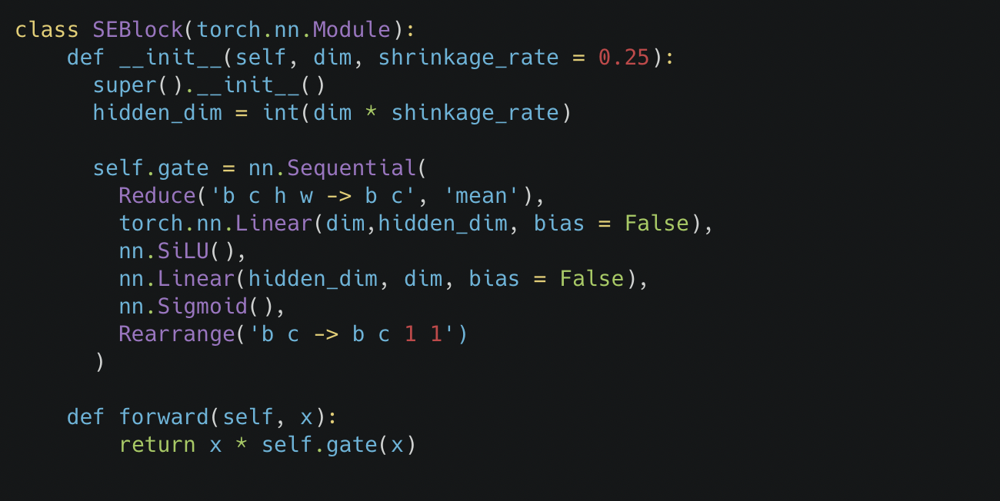 class SEBlock(torch.nn.Module):
    def __init__(self, dim, shrinkage_rate = 0.25):
      super().__init__()
      hidden_dim = int(dim * shinkage_rate)

      self.gate = nn.Sequential(
        Reduce('b c h w -> b c', 'mean'),
        torch.nn.Linear(dim,hidden_dim, bias = False),
        nn.SiLU(),
        nn.Linear(hidden_dim, dim, bias = False),
        nn.Sigmoid(),
        Rearrange('b c -> b c 1 1')
      )

    def forward(self, x):
        return x * self.gate(x)